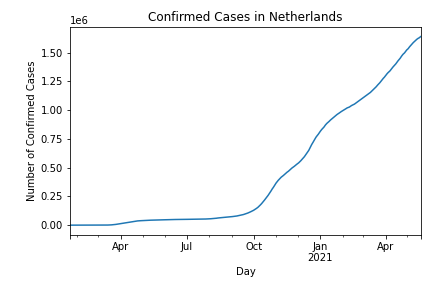 Confirmed Cases in Netherlands
1e6
Number of Confirmed Cases
1.50
1.25
1.00
0.75
0.50
0.25
0.00
Apr Jul Oct Jan Apr
2021
Day